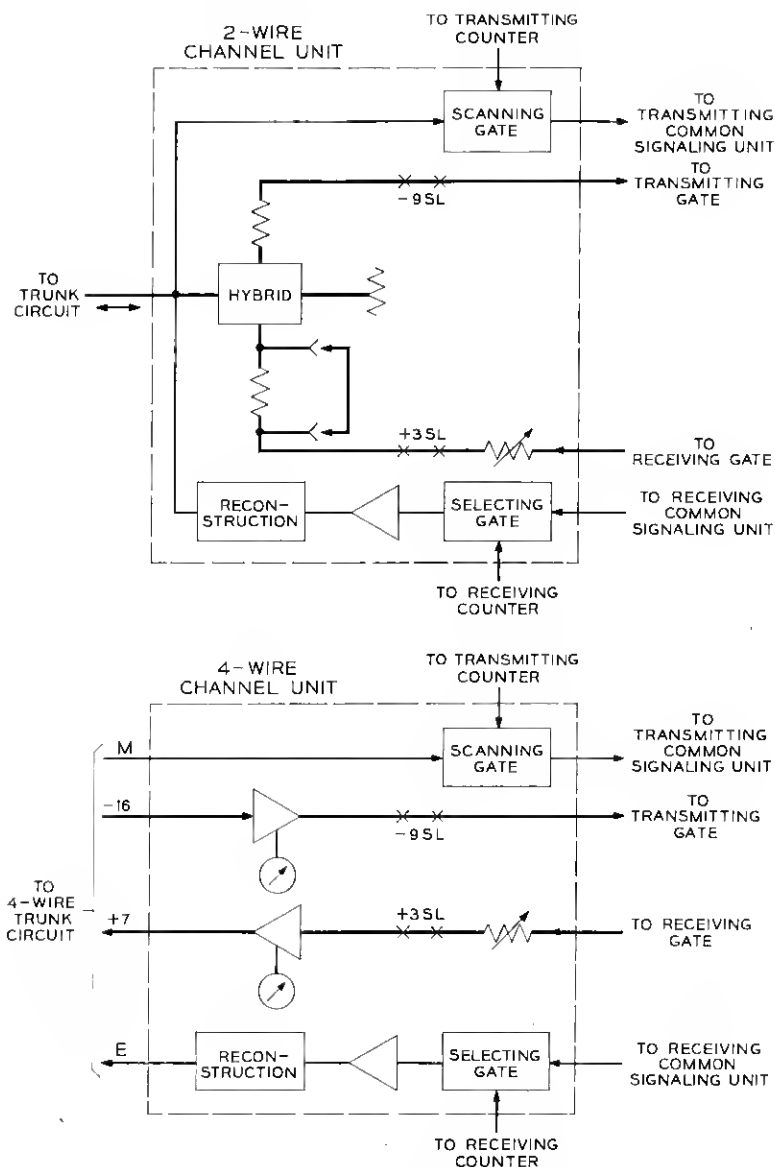 TO TRANSMITTING
COUNTER
2-WIRE
CHANNEL UNIT
SCANNING
GATE
TO
TRANSMITTING
COMMON
SIGNALING UNIT
TO
TRANSMITTING
GATE
-9SL
TO
TRUNK
CIRCUIT
HYBRID
+3SL
TO
RECEIVING GATE
RECON-
STRUCTION
SELECTING
GATE
TO RECEIVING
COMMON
SIGNALING UNIT
TO RECEIVING
COUNTER
TO TRANSMITTING
COUNTER
4-WIRE
CHANNEL UNIT
M
SCANNING
GATE
TO
TRANSMITTING
COMMON
SIGNALING UNIT
-16
-9SL
TO
TRANSMITTING
GATE
TO
4-WIRE
TRUNK
CIRCUIT
+7
+3SL
TO RECEIVING
GATE
E
RECON-
STRUCTION
SELECTING
GATE
TO RECEIVING
COMMON
SIGNALING UNIT
TO RECEIVING
COUNTER